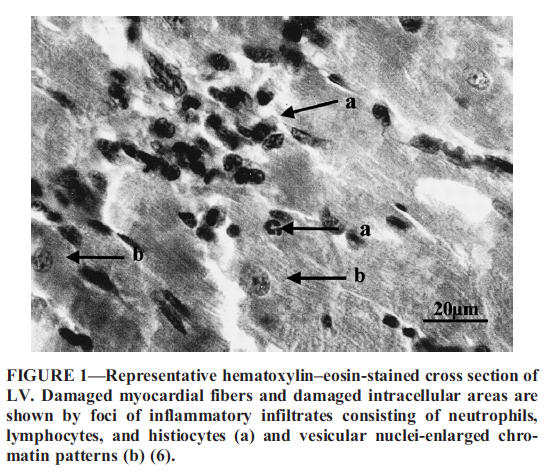 a
a
b
b
20µm
FIGURE 1—Representative hematoxylin–eosin-stained cross section of
LV. Damaged myocardial fibers and damaged intracellular areas are
shown by foci of inflammatory infiltrates consisting of neutrophils,
lymphocytes, and histiocytes (a) and vesicular nuclei-enlarged chro-
matin patterns (b) (6).